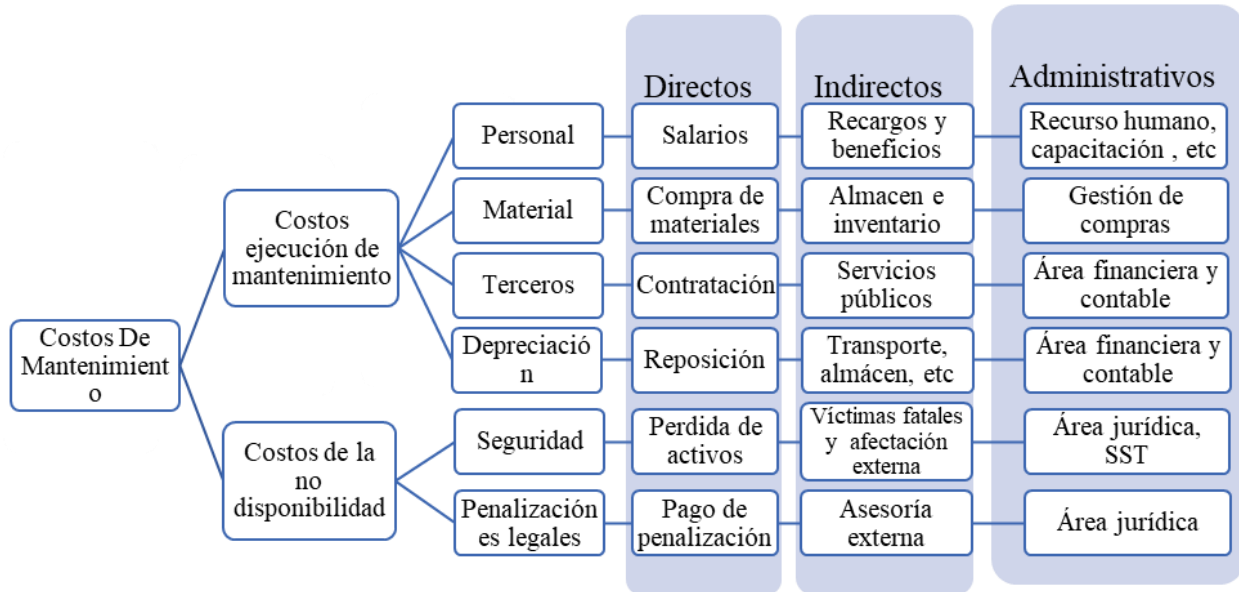 Directos
Indirectos
Administrativos
Costos De
Mantenimient
o
Costos
ejecución de
mantenimiento
Personal
Salarios
Recargos y
beneficios
Recurso humano,
capacitación , etc
Material
Compra de
materiales
Almacen e
inventario
Gestión de
compras
Terceros
Contratación
Servicios
públicos
Área financiera y
contable
Depreciació
n
Reposición
Transporte,
almácen, etc
Área financiera y
contable
Costos de la
no
disponibilidad
Seguridad
Perdida de
activos
Víctimas fatales
y afectación
externa
Área jurídica,
SST
Penalización
es legales
Pago de
penalización
Asesoría
externa
Área jurídica